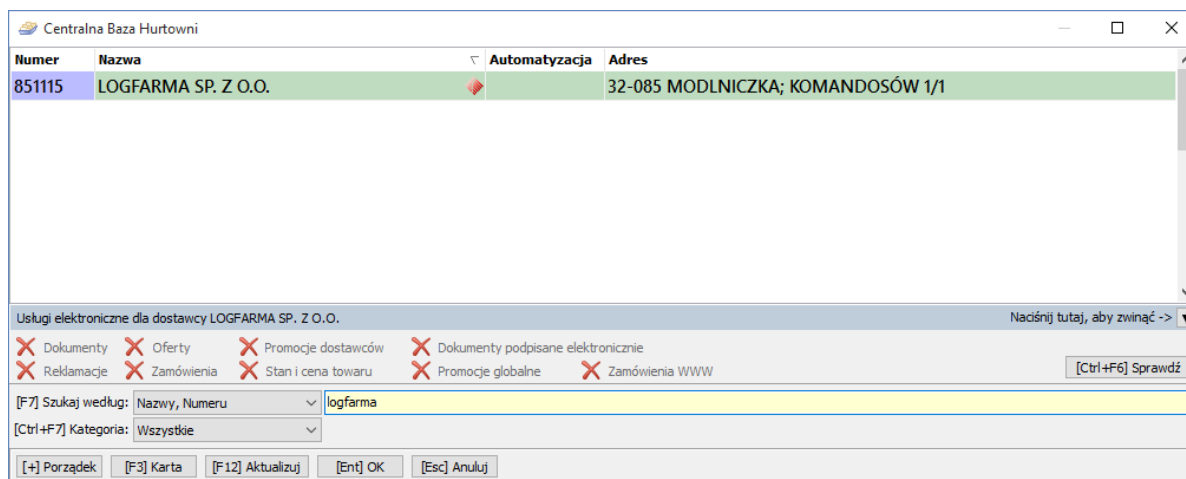 Centralna Baza Hurtowni
Numer Nazwa Automatyzacja Adres
851115 LOGFARMA SP. Z O.O. 32-085 MODLNICZKA; KOMANDOSÓW 1/1
Usługi elektroniczne dla dostawcy LOGFARMA SP. Z O.O. Naciśnij tutaj, aby zwinąć ->
Dokumenty Oferty Promocje dostawców Dokumenty podpisane elektronicznie
Reklamacje Zamówienia Stan i cena towaru Promocje globalne Zamówienia WWW [Ctrl+F6] Sprawdź
[F7] Szukaj według: Nazwy, Numeru logfarma
[Ctrl+F7] Kategoria: Wszystkie
[+] Porządek [F3] Karta [F12] Aktualizuj [Ent] OK [Esc] Anuluj